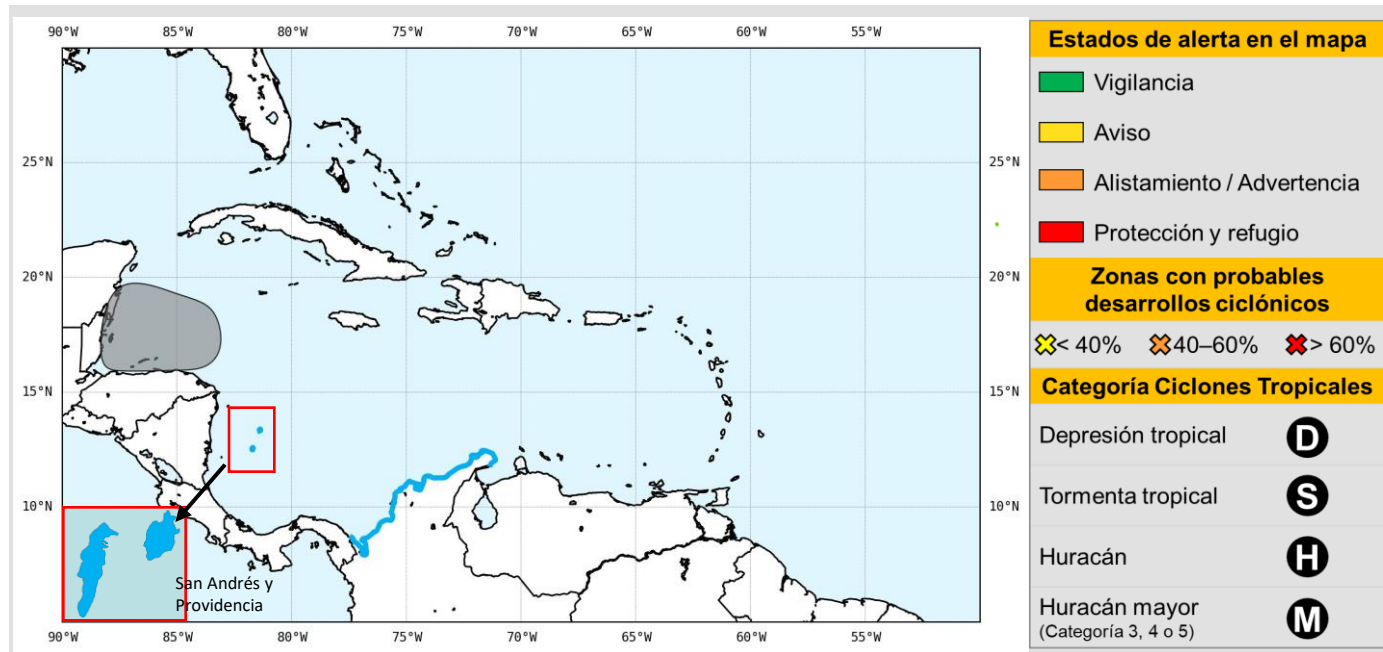 90°W 85°W 80°W 75°W 70°W 65°W 60°W 55°W
25°N 25°N
20°N 20°N
15°N 15°N
10°N 10°N
San Andrés y
Providencia
90°W 85°W 80°W 75°W 70°W 65°W 60°W 55°W
Estados de alerta en el mapa
Vigilancia
Aviso
Alistamiento / Advertencia
Protección y refugio
Zonas con probables
desarrollos ciclónicos
< 40% 40–60% > 60%
Categoría Ciclones Tropicales
Depresión tropical D
Tormenta tropical S
Huracán H
Huracán mayor M
(Categoría 3, 4 o 5)